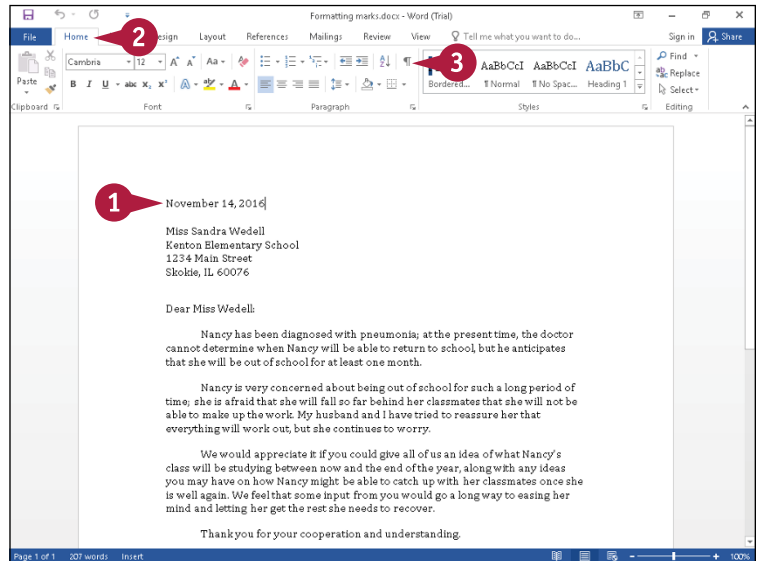 Formatting marks.docx - Word (Trial)
File Home 2 esign Layout References Mailings Review View Tell me what you want to do... Sign in Share
Cambria 12 A A Aa AaBbCcI AaBbCcI AaBbC Find
3
Replace
Paste B I U abc X₂ X² A A Bordered... ¶ Normal ¶ No Spac... Heading 1 Select
Clipboard Font Paragraph Styles Editing
1
November 14, 2016
Miss Sandra Wedell
Kenton Elementary School
1234 Main Street
Skokie, IL 60076
Dear Miss Wedell:
Nancy has been diagnosed with pneumonia; at the present time, the doctor
cannot determine when Nancy will be able to return to school, but he anticipates
that she will be out of school for at least one month.
Nancy is very concerned about being out of school for such a long period of
time; she is afraid that she will fall so far behind her classmates that she will not be
able to make up the work. My husband and I have tried to reassure her that
everything will work out, but she continues to worry.
We would appreciate it if you could give all of us an idea of what Nancy's
class will be studying between now and the end of the year, along with any ideas
you may have on how Nancy might be able to catch up with her classmates once she
is well again. We feel that some input from you would go a long way to easing her
mind and letting her get the rest she needs to recover.
Thank you for your cooperation and understanding.
Page 1 of 1 207 words Insert 100%